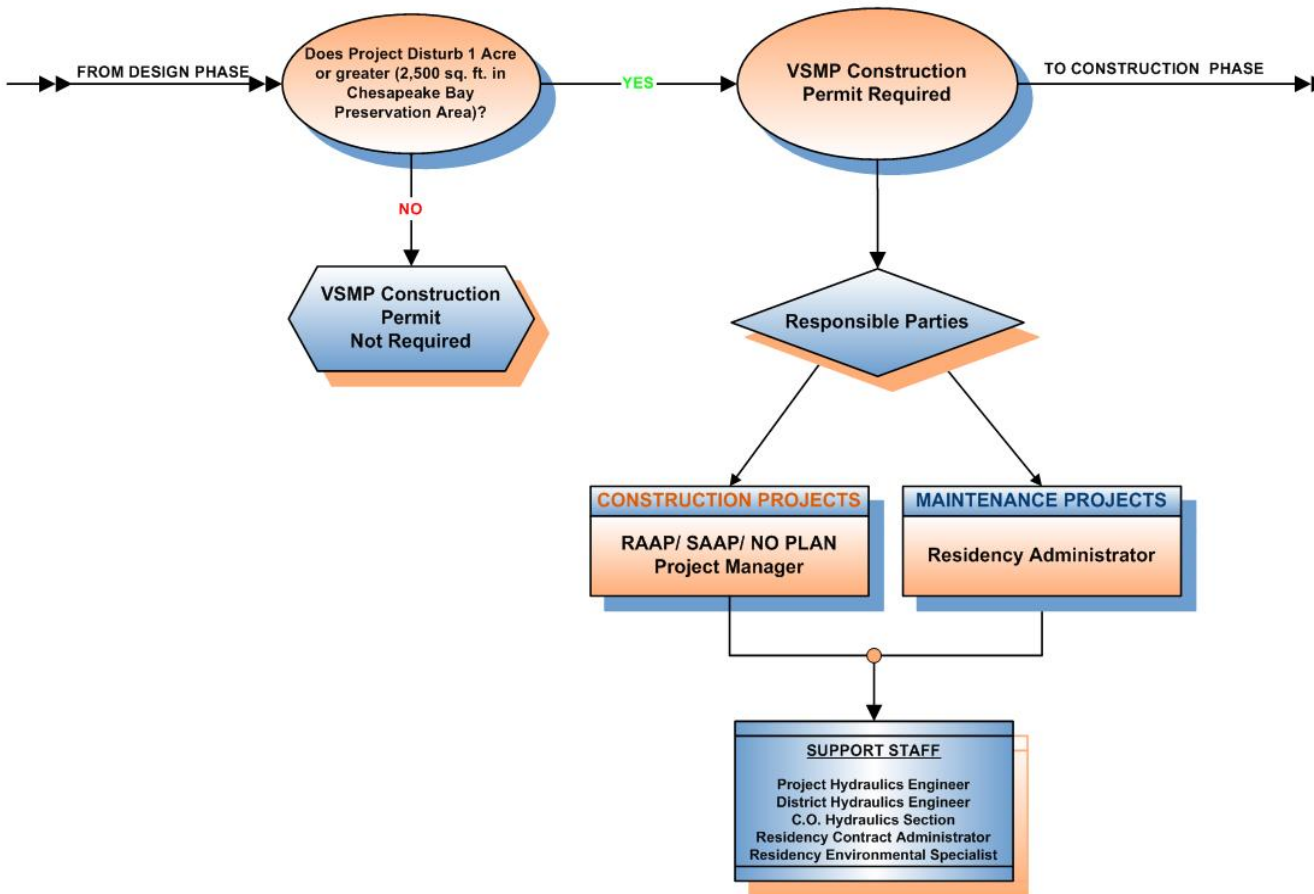 FROM DESIGN PHASE
Does Project Disturb 1 Acre
or greater (2,500 sq. ft. in
Chesapeake Bay
Preservation Area)?
YES
VSMP Construction
Permit Required
TO CONSTRUCTION PHASE
NO
VSMP Construction
Permit
Not Required
Responsible Parties
CONSTRUCTION PROJECTS
RAAP/ SAAP/ NO PLAN
Project Manager
MAINTENANCE PROJECTS
Residency Administrator
SUPPORT STAFF
Project Hydraulics Engineer
District Hydraulics Engineer
C.O. Hydraulics Section
Residency Contract Administrator
Residency Environmental Specialist